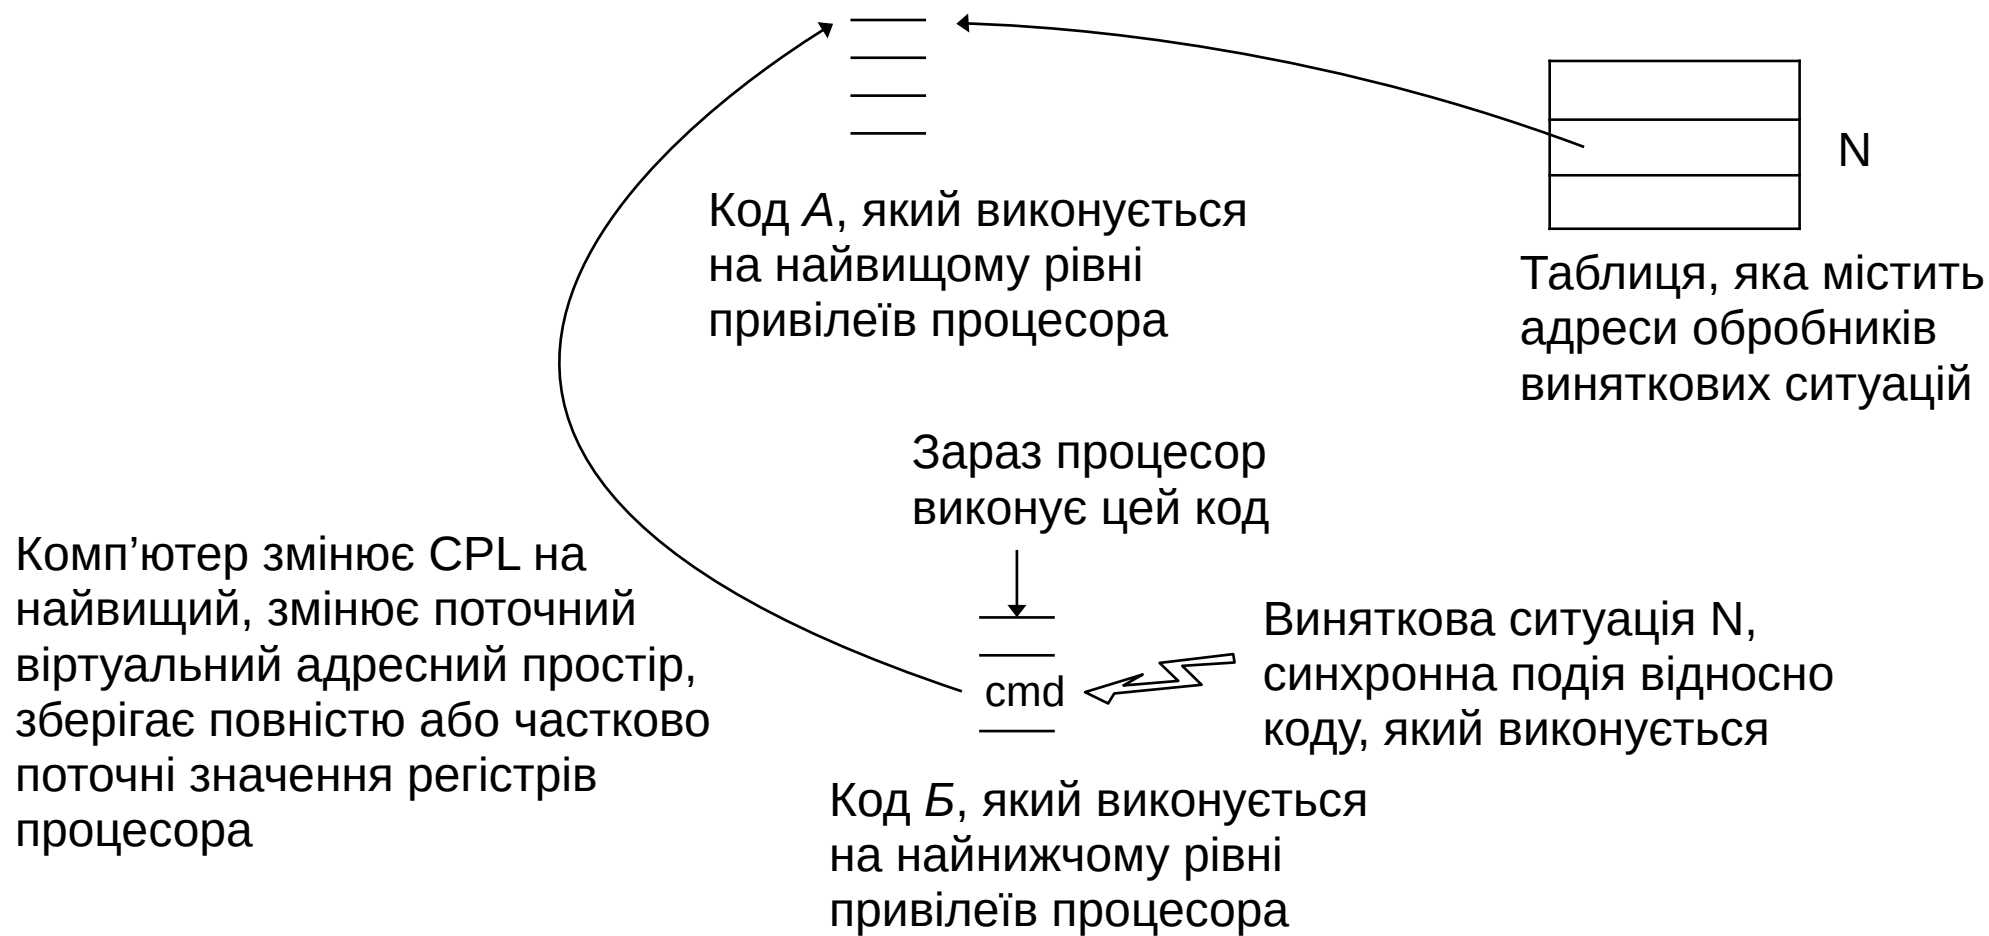 N
Код А, який виконується
на найвищому рівні
привілеїв процесора
Таблиця, яка містить
адреси обробників
виняткових ситуацій
Зараз процесор
виконує цей код
Комп’ютер змінює CPL на
найвищий, змінює поточний
віртуальний адресний простір,
зберігає повністю або частково
поточні значення регістрів
процесора
cmd
Виняткова ситуація N,
синхронна подія відносно
коду, який виконується
Код Б, який виконується
на найнижчому рівні
привілеїв процесора